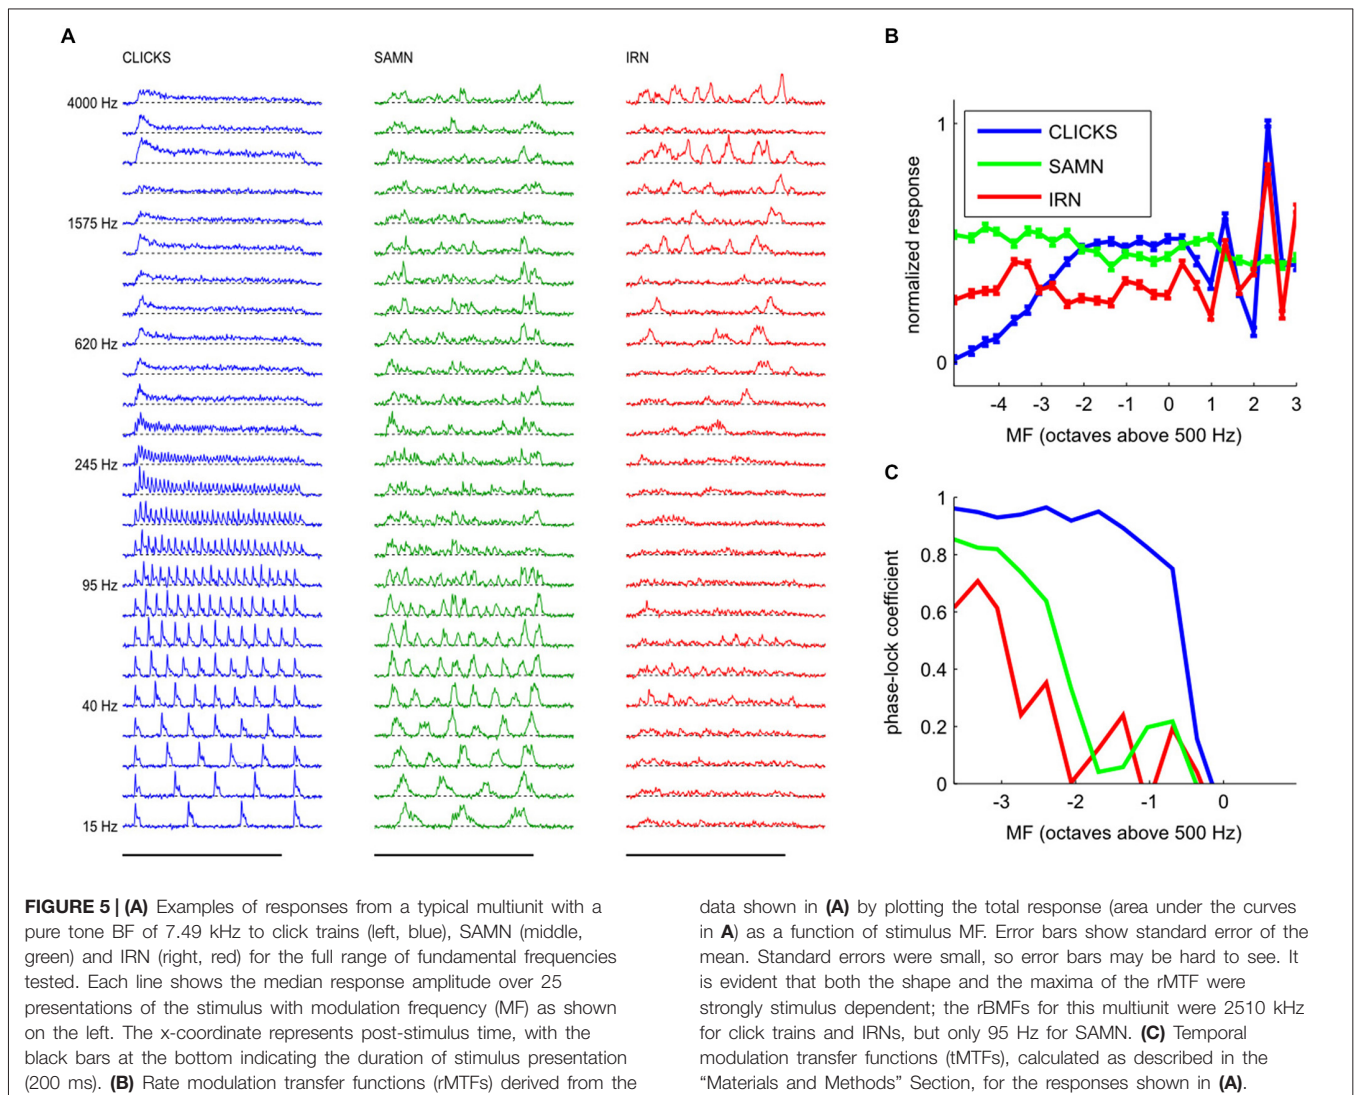 A
CLICKS
SAMN
IRN
4000 Hz
1575 Hz
620 Hz
245 Hz
95 Hz
40 Hz
15 Hz
B
1
0
normalized response
CLICKS
SAMN
IRN
-4 -3 -2 -1 0 1 2 3
MF (octaves above 500 Hz)
C
1
0.8
0.6
0.4
0.2
0
phase-lock coefficient
-3 -2 -1 0
MF (octaves above 500 Hz)
FIGURE 5 | (A) Examples of responses from a typical multiunit with a
pure tone BF of 7.49 kHz to click trains (left, blue), SAMN (middle,
green) and IRN (right, red) for the full range of fundamental frequencies
tested. Each line shows the median response amplitude over 25
presentations of the stimulus with modulation frequency (MF) as shown
on the left. The x-coordinate represents post-stimulus time, with the
black bars at the bottom indicating the duration of stimulus presentation
(200 ms). (B) Rate modulation transfer functions (rMTFs) derived from the
data shown in (A) by plotting the total response (area under the curves
in A) as a function of stimulus MF. Error bars show standard error of the
mean. Standard errors were small, so error bars may be hard to see. It
is evident that both the shape and the maxima of the rMTF were
strongly stimulus dependent; the rBMFs for this multiunit were 2510 kHz
for click trains and IRNs, but only 95 Hz for SAMN. (C) Temporal
modulation transfer functions (tMTFs), calculated as described in the
“Materials and Methods” Section, for the responses shown in (A).